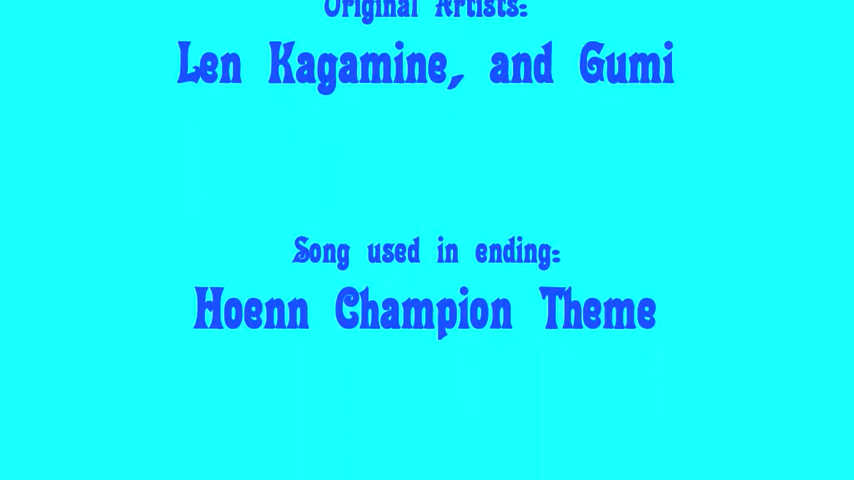 Original Artists:
Len Kagamine, and Gumi
Song used in ending:
Hoenn Champion Theme